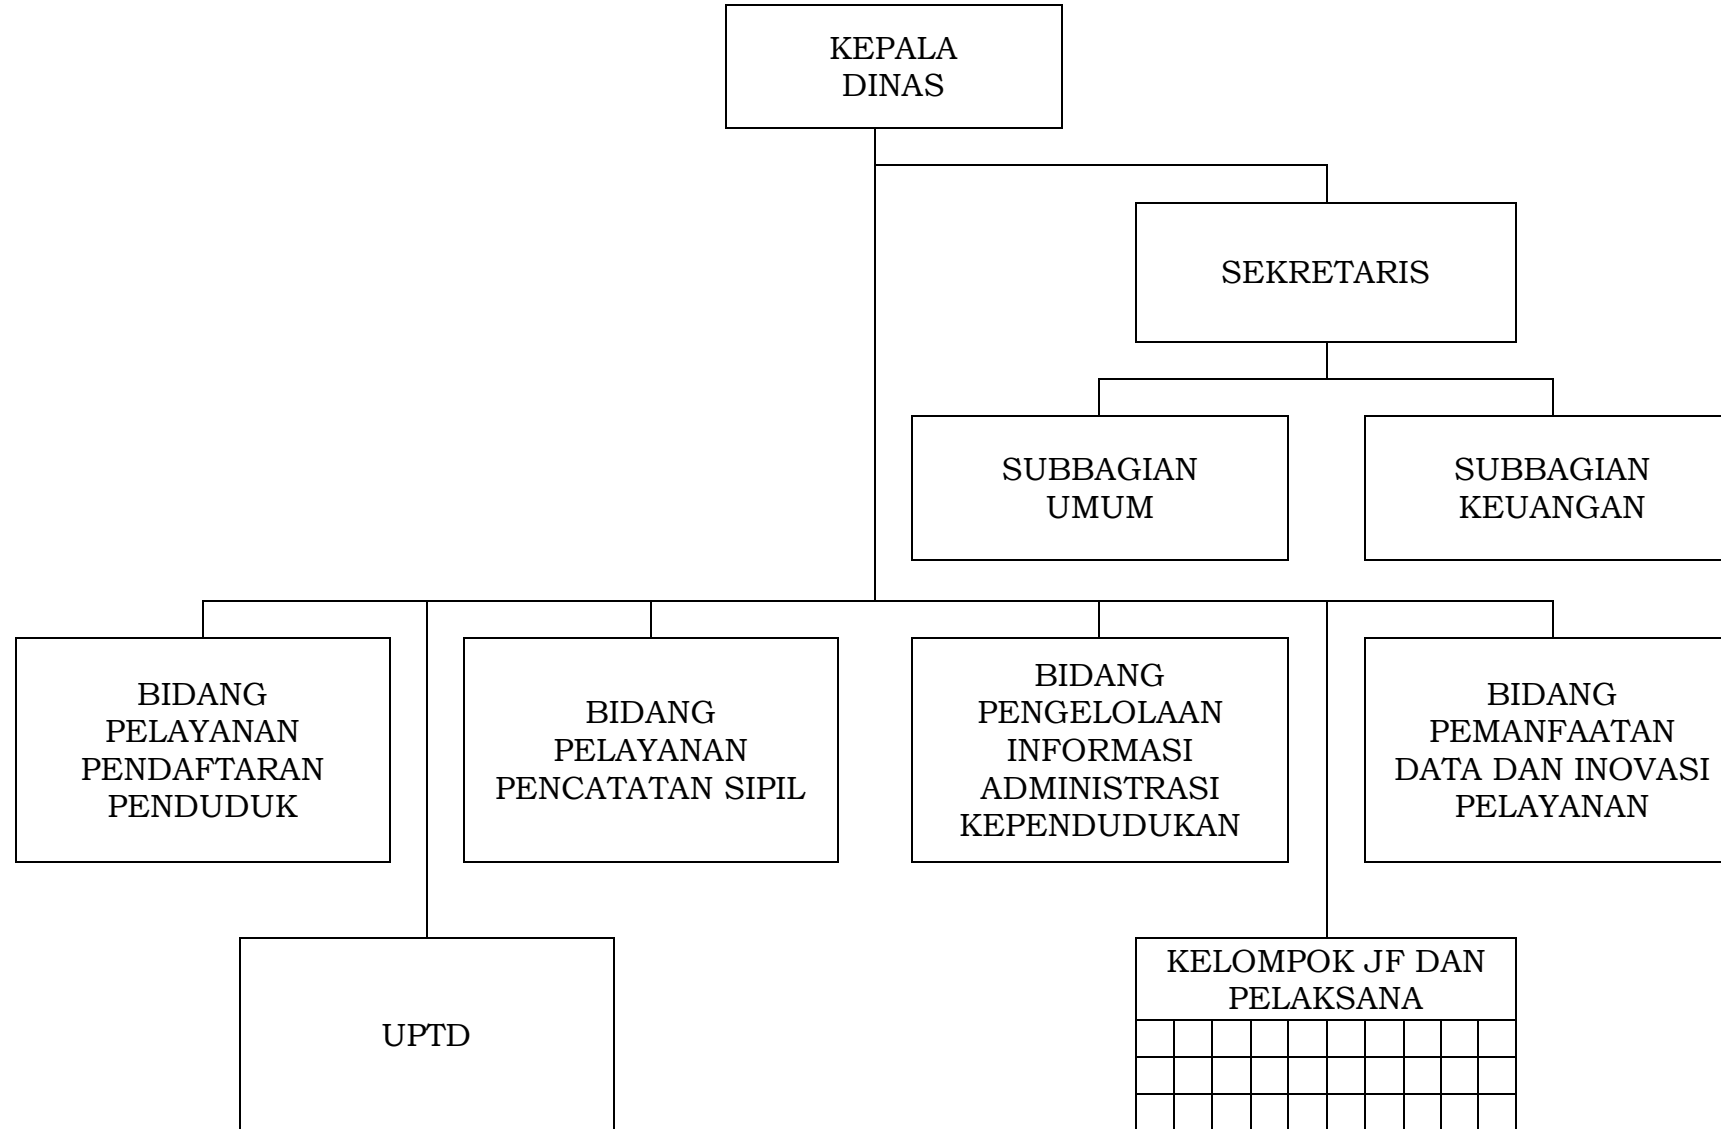 KEPALA
DINAS
SEKRETARIS
SUBBAGIAN
UMUM
SUBBAGIAN
KEUANGAN
BIDANG
PELAYANAN
PENDAFTARAN
PENDUDUK
BIDANG
PELAYANAN
PENCATATAN SIPIL
BIDANG
PENGELOLAAN
INFORMASI
ADMINISTRASI
KEPENDUDUKAN
BIDANG
PEMANFAATAN
DATA DAN INOVASI
PELAYANAN
UPTD
KELOMPOK JF DAN
PELAKSANA